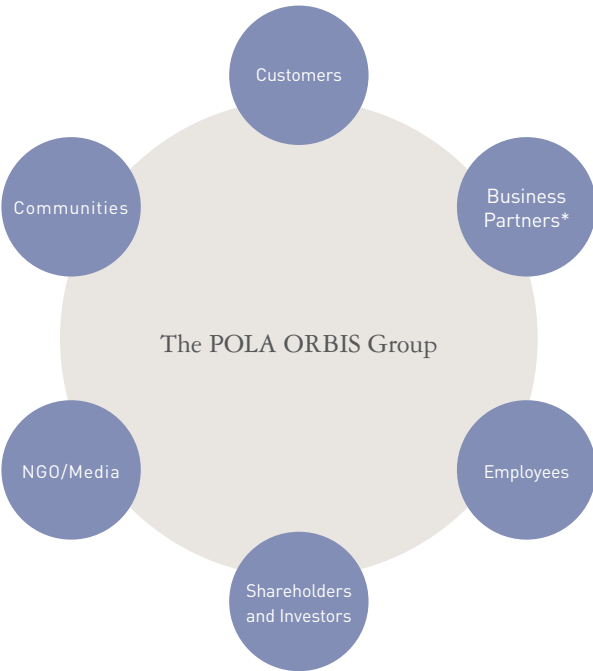 Customers
Communities
Business
Partners*
The POLA ORBIS Group
NGO/Media
Employees
Shareholders
and Investors